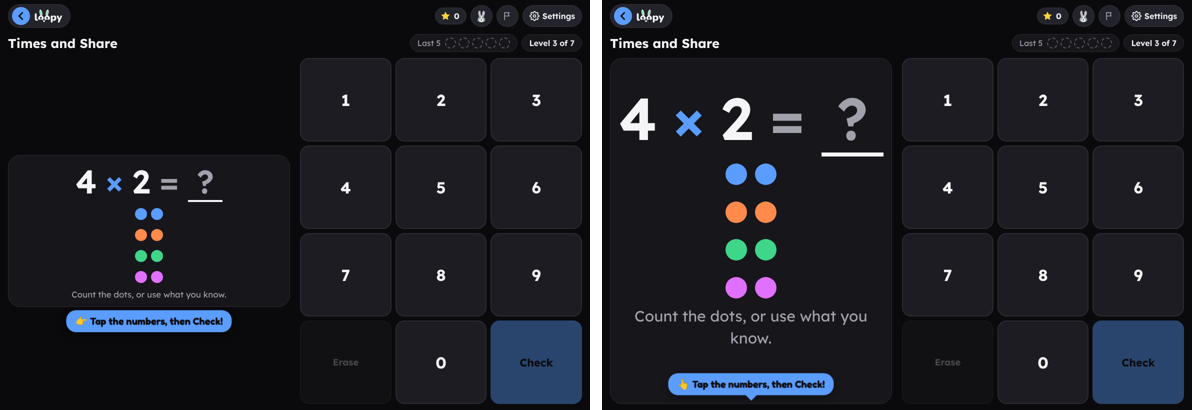 loopy
⭐ 0
Settings
Times and Share
Last 5
Level 3 of 7
4 × 2 = ?
Count the dots, or use what you know.
👉 Tap the numbers, then Check!
1 2 3
4 5 6
7 8 9
Erase 0 Check
loopy
⭐ 0
Settings
Times and Share
Last 5
Level 3 of 7
4 × 2 = ?
Count the dots, or use what you
know.
👆 Tap the numbers, then Check!
1 2 3
4 5 6
7 8 9
Erase 0 Check